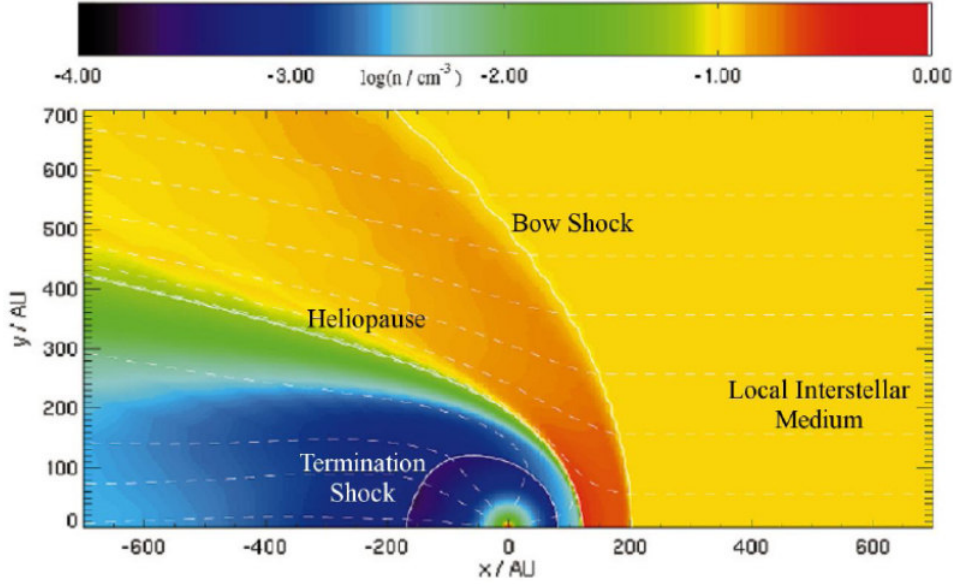 -4.00 -3.00 log(n / cm⁻³) -2.00 -1.00 0.00
700
600
500
400
300
200
100
0
y / AU
Bow Shock
Heliopause
Local Interstellar
Medium
Termination
Shock
-600 -400 -200 0 200 400 600
x / AU